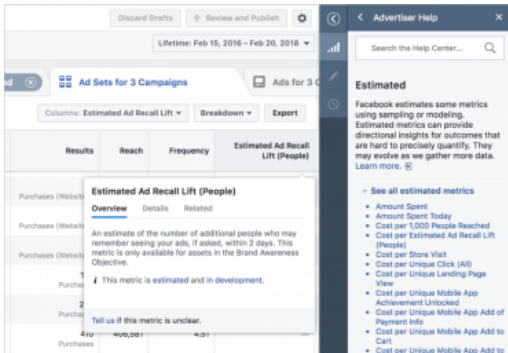 Discard Drafts
Review and Publish
Lifetime: Feb 15, 2016 – Feb 20, 2018
Ad Sets for 3 Campaigns
Ads for 3 C
Columns: Estimated Ad Recall Lift
Breakdown
Export
Results
Reach
Frequency
Estimated Ad Recall
Lift (People)
Purchases (Website
Purchases (Website
Purchases (Website
Estimated Ad Recall Lift (People)
Overview
Details
Related
An estimate of the number of additional people who may
remember seeing your ads, if asked, within 2 days. This
metric is only available for assets in the Brand Awareness
Objective.
i This metric is estimated and in development.
Tell us if this metric is unclear.
Purchases
Advertiser Help
Search the Help Center...
Estimated
Facebook estimates some metrics
using sampling or modeling.
Estimated metrics can provide
directional insights for outcomes that
are hard to precisely quantify. They
may evolve as we gather more data.
Learn more.
See all estimated metrics
Amount Spent
Amount Spent Today
Cost per 1,000 People Reached
Cost per Estimated Ad Recall Lift
(People)
Cost per Store Visit
Cost per Unique Click (All)
Cost per Unique Landing Page
View
Cost per Unique Mobile App
Achievement Unlocked
Cost per Unique Mobile App Add of
Payment Info
Cost per Unique Mobile App Add to
Cart
Cost per Unique Mobile App Add to